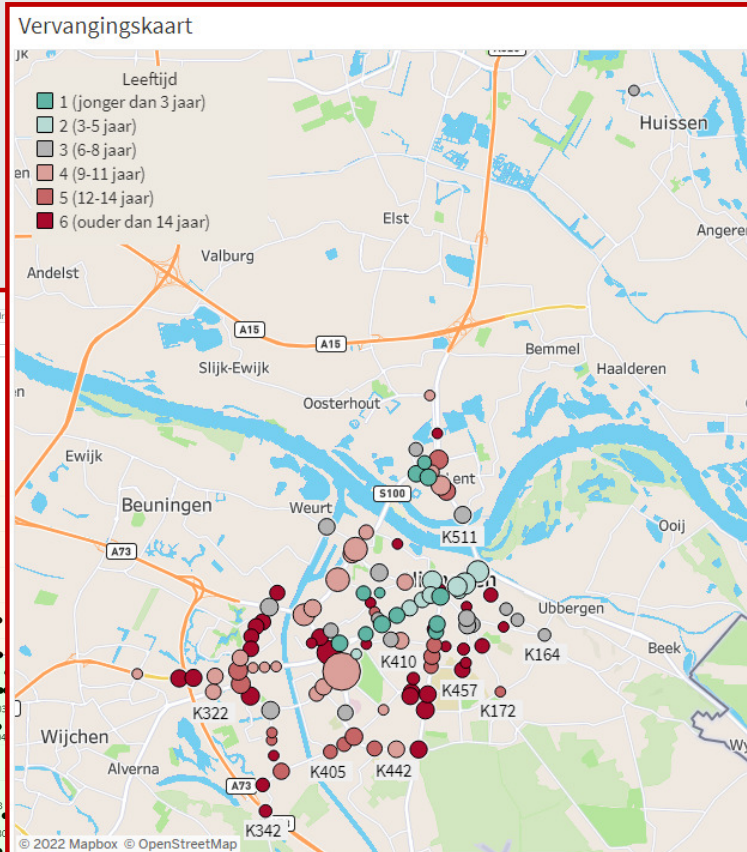 Vervangingskaart
Leeftijd
1 (jonger dan 3 jaar)
2 (3-5 jaar)
3 (6-8 jaar)
4 (9-11 jaar)
5 (12-14 jaar)
6 (ouder dan 14 jaar)
Huissen
Elst
Angeren
Valburg
Andelst
A15
A15
Bemmel
Slijk-Ewijk
Haalderen
Oosterhout
Ewijk
Lent
S100
Beuningen
Weurt
K511
Ooij
A73
Ubbergen
K164
Beek
K410
K457
K172
K322
Wijchen
K405
K442
Alverna
A73
K342
© 2022 Mapbox © OpenStreetMap